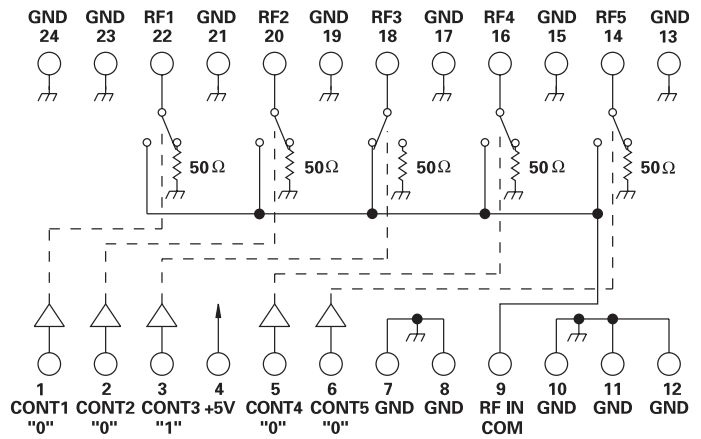 GND GND RF1 GND RF2 GND RF3 GND RF4 GND RF5 GND
24 23 22 21 20 19 18 17 16 15 14 13
50Ω 50Ω 50Ω 50Ω 50Ω
1 2 3 4 5 6 7 8 9 10 11 12
CONT1 CONT2 CONT3 +5V CONT4 CONT5 GND GND RF IN GND GND GND
"0" "0" "1" "0" "0" COM